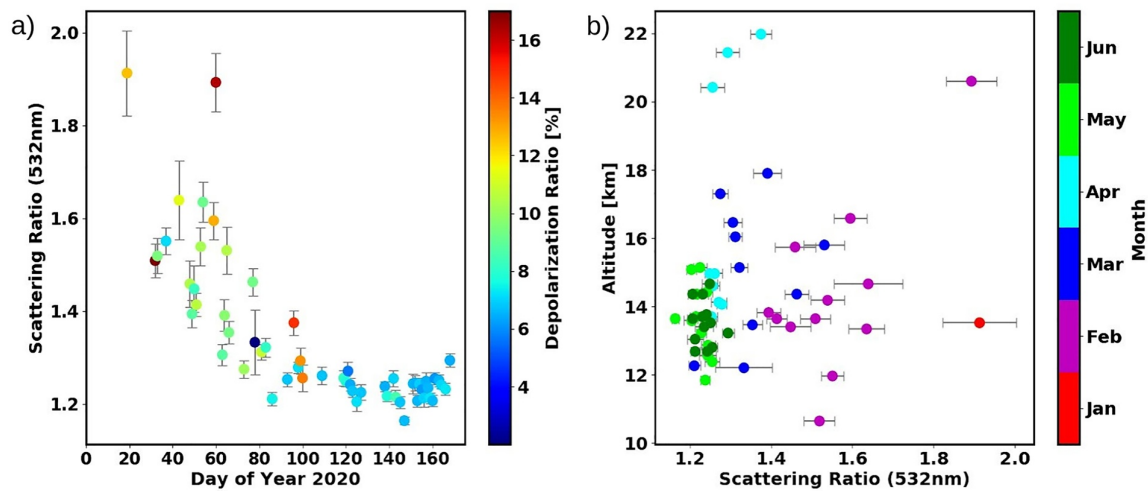 a)
2.0
1.8
1.6
1.4
1.2
Scattering Ratio (532nm)
0 20 40 60 80 100 120 140 160
Day of Year 2020
16
14
12
10
8
6
4
Depolarization Ratio [%]
b)
22
20
18
16
14
12
10
Altitude [km]
1.2 1.4 1.6 1.8 2.0
Scattering Ratio (532nm)
Jun
May
Apr
Mar
Feb
Jan
Month